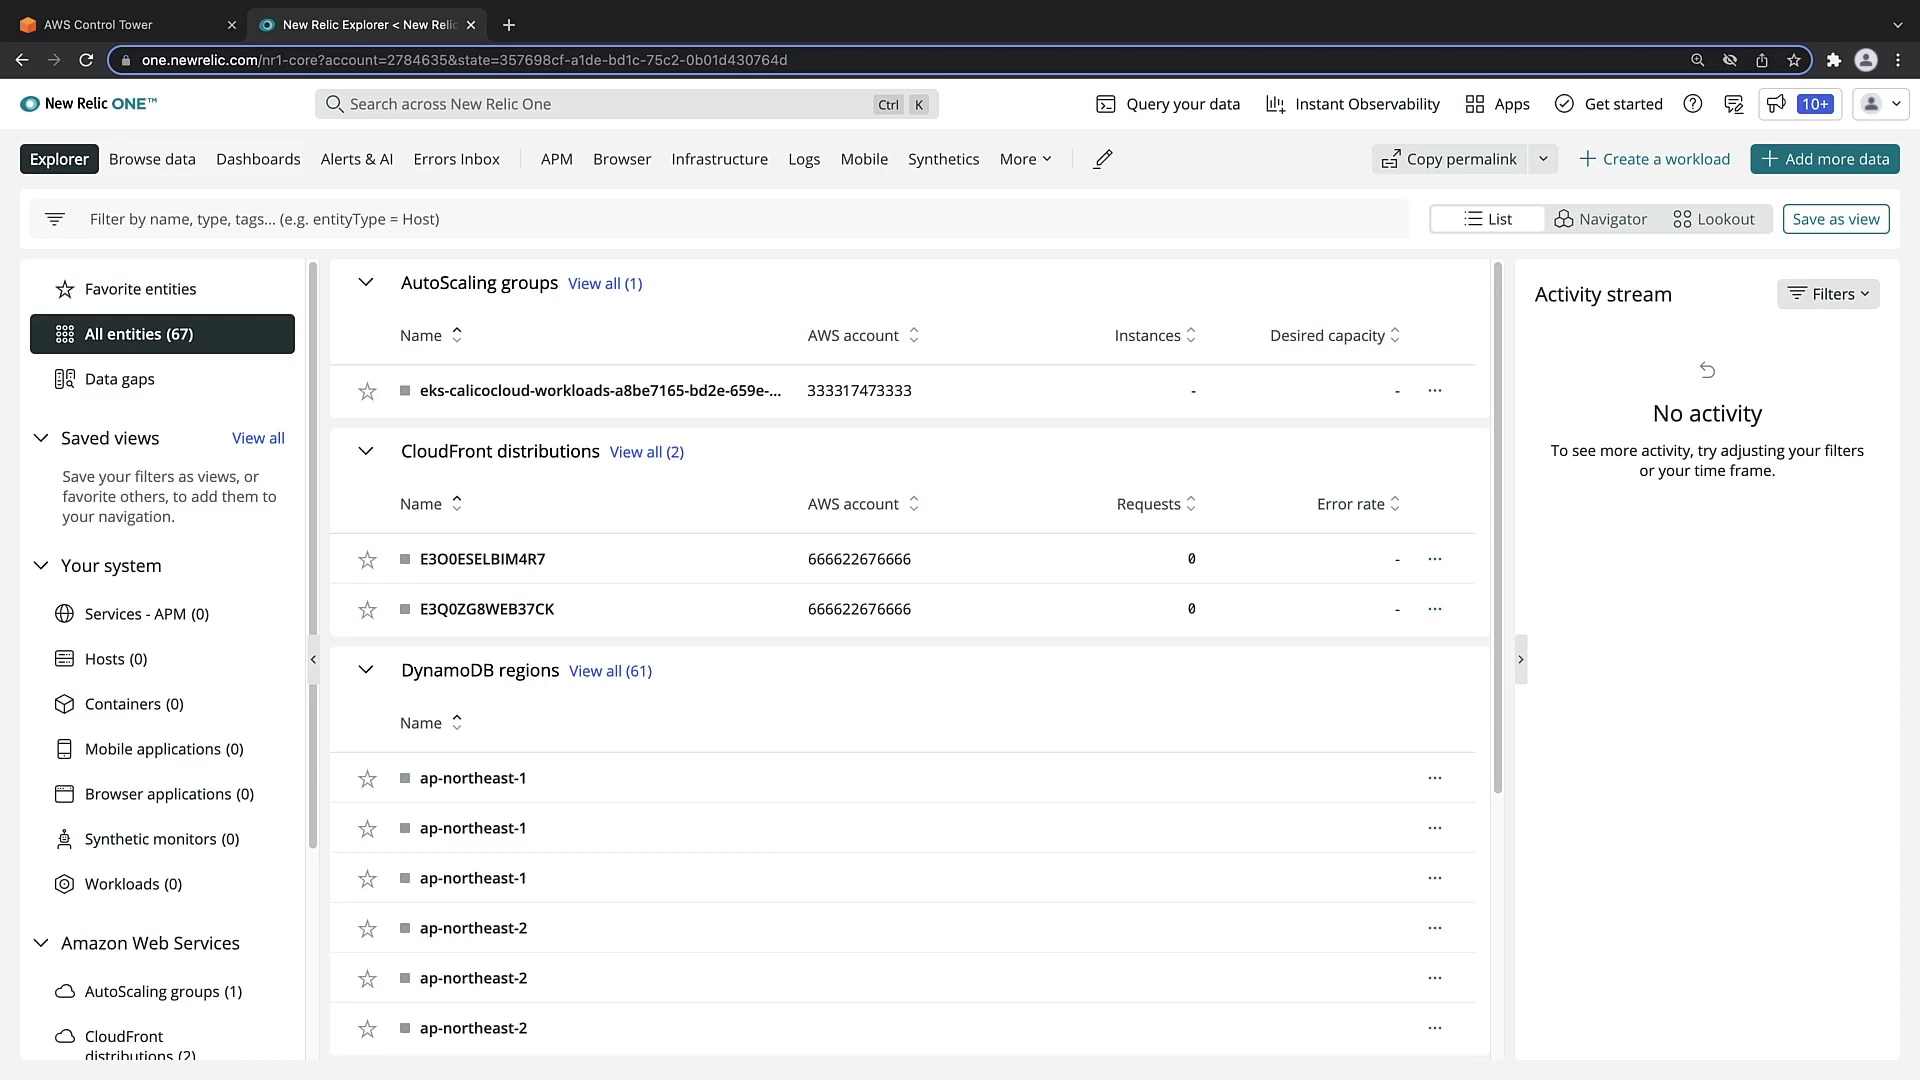 AWS Control Tower
New Relic Explorer < New Relic
one.newrelic.com/nr1-core?account=2784635&state=357698cf-a1de-bd1c-75c2-0b01d430764d
New Relic ONE™
Search across New Relic One
Ctrl K
Query your data
Instant Observability
Apps
Get started
10+
Explorer
Browse data
Dashboards
Alerts & AI
Errors Inbox
APM
Browser
Infrastructure
Logs
Mobile
Synthetics
More
Copy permalink
Create a workload
Add more data
Filter by name, type, tags... (e.g. entityType = Host)
List
Navigator
Lookout
Save as view
Favorite entities
All entities (67)
Data gaps
Saved views
View all
Save your filters as views, or
favorite others, to add them to
your navigation.
Your system
Services - APM (0)
Hosts (0)
Containers (0)
Mobile applications (0)
Browser applications (0)
Synthetic monitors (0)
Workloads (0)
Amazon Web Services
AutoScaling groups (1)
CloudFront
distributions (2)
AutoScaling groups View all (1)
Name AWS account Instances Desired capacity
eks-calicocloud-workloads-a8be7165-bd2e-659e-... 333317473333 - - ...
CloudFront distributions View all (2)
Name AWS account Requests Error rate
E3O0ESELBIM4R7 666622676666 0 - ...
E3Q0ZG8WEB37CK 666622676666 0 - ...
DynamoDB regions View all (61)
Name
ap-northeast-1 ...
ap-northeast-1 ...
ap-northeast-1 ...
ap-northeast-2 ...
ap-northeast-2 ...
ap-northeast-2 ...
Activity stream
Filters
No activity
To see more activity, try adjusting your filters
or your time frame.